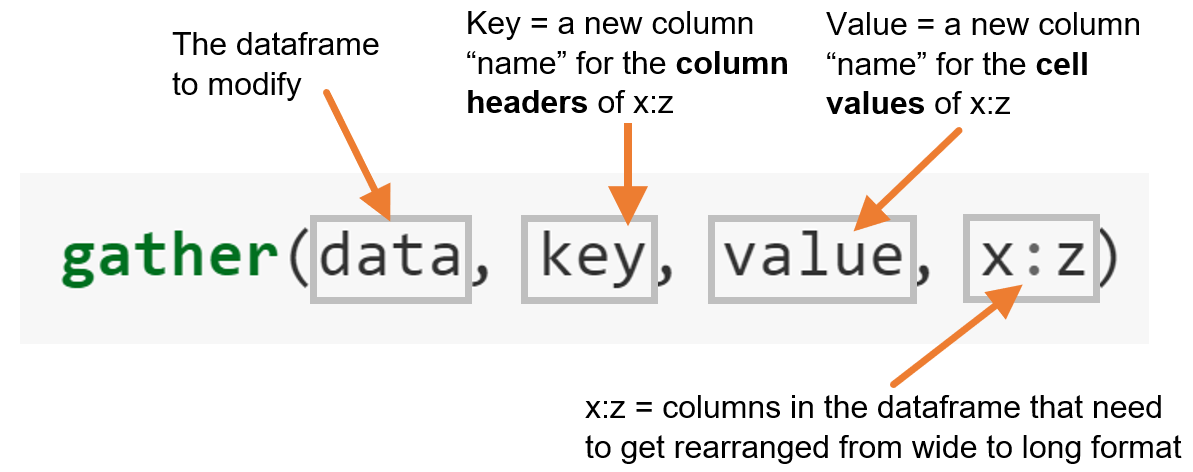 The dataframe
to modify
Key = a new column
“name” for the column
headers of x:z
Value = a new column
“name” for the cell
values of x:z
gather(data, key, value, x:z)
x:z = columns in the dataframe that need
to get rearranged from wide to long format